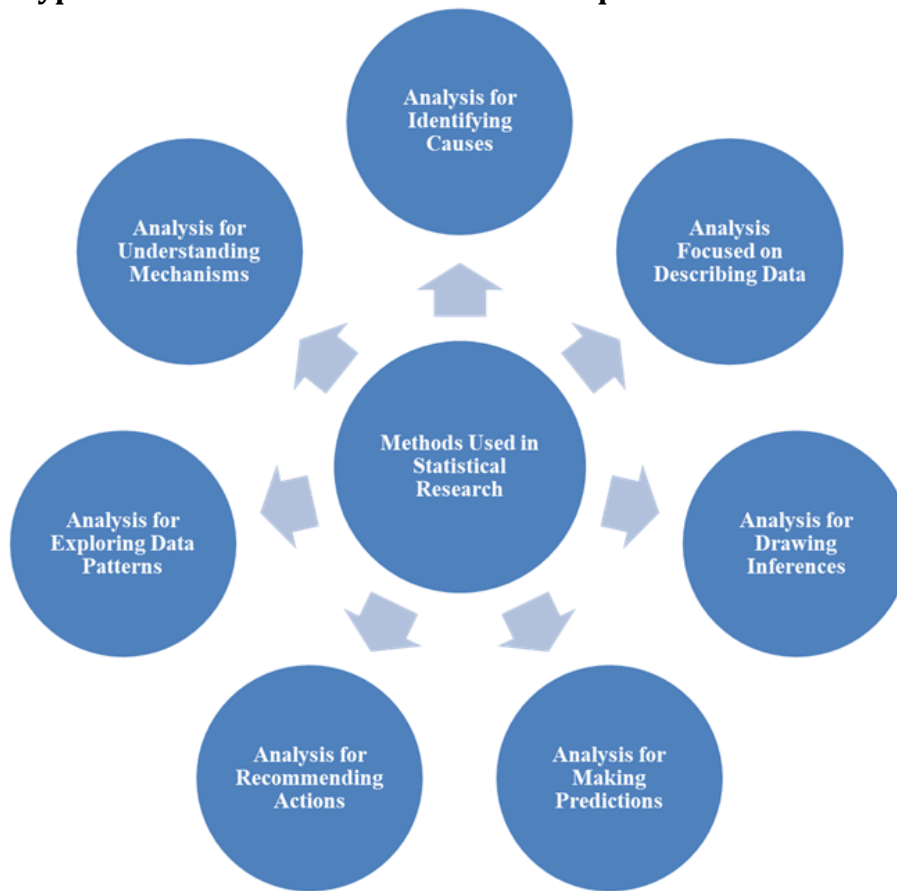 Analysis for
Identifying
Causes
Analysis
Focused on
Describing Data
Analysis for
Drawing
Inferences
Analysis for
Making
Predictions
Analysis for
Recommending
Actions
Analysis for
Exploring Data
Patterns
Analysis for
Understanding
Mechanisms
Methods Used in
Statistical
Research